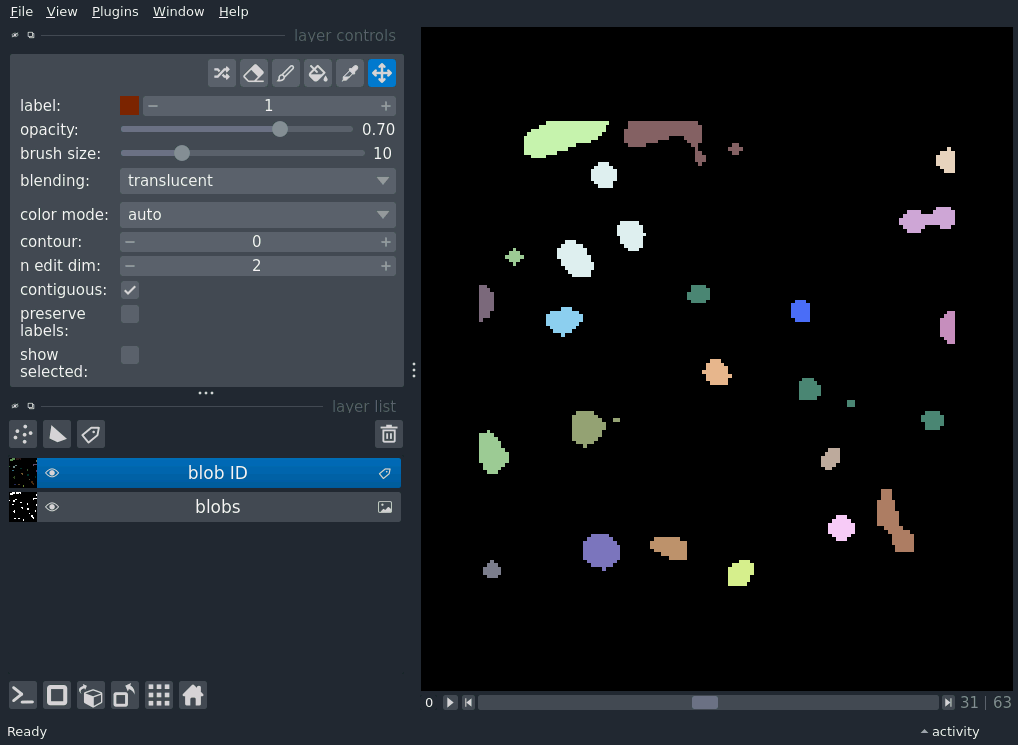 File View Plugins Window Help
layer controls
label: 1
opacity: 0.70
brush size: 10
blending: translucent
color mode: auto
contour: 0
n edit dim: 2
contiguous:
preserve
labels:
show
selected:
layer list
blob ID
blobs
0 31 | 63
Ready activity